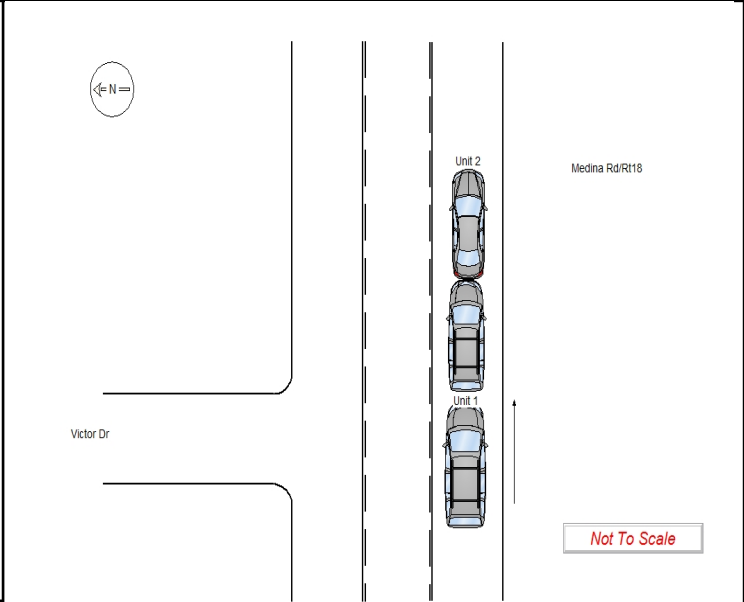 N
Unit 2
Medina Rd/Rt18
Unit 1
Victor Dr
Not To Scale